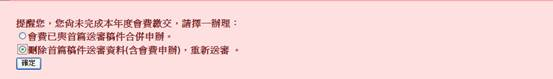 提醒您，您尚未完成本年度會費繳交，請擇一辦理：
會費已與首篇稿件合併申辦。
刪除首篇稿件送審資料(含會費申辦)，重新送審 。
確定